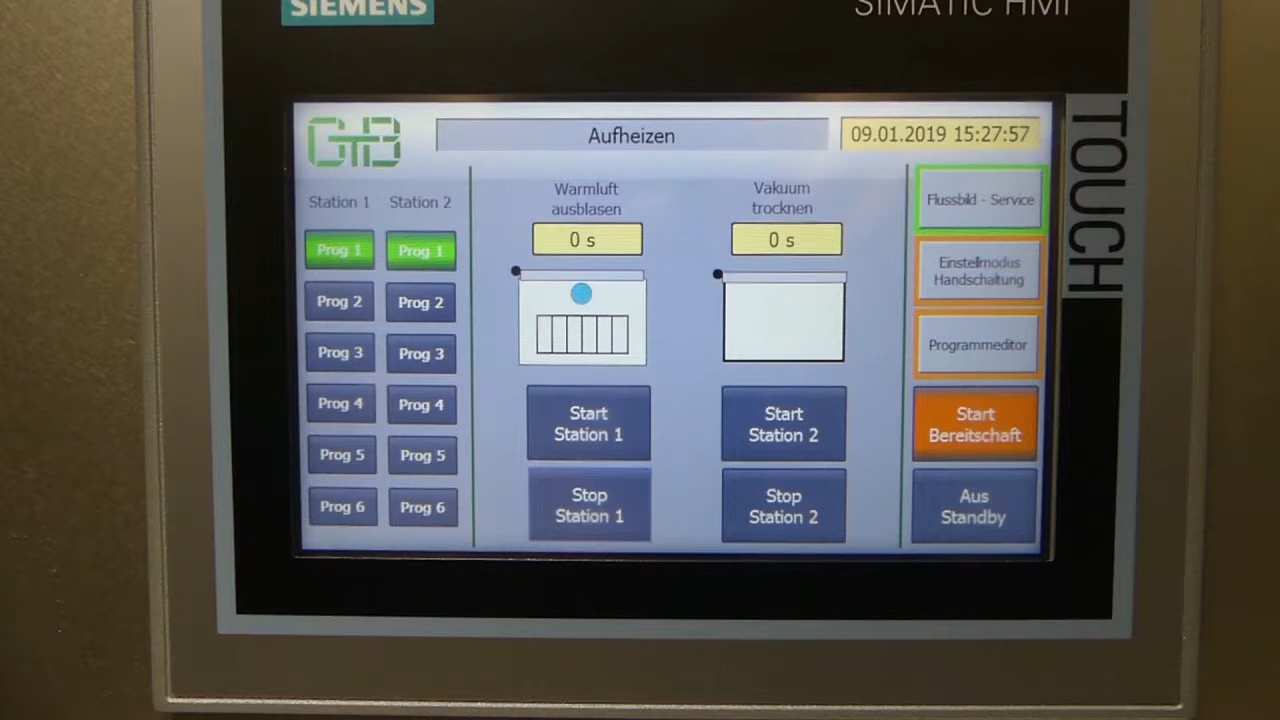 SIEMENS
SIMATIC HMI
TOUCH
GTB
Aufheizen
09.01.2019 15:27:57
Station 1
Station 2
Prog 1
Prog 1
Prog 2
Prog 2
Prog 3
Prog 3
Prog 4
Prog 4
Prog 5
Prog 5
Prog 6
Prog 6
Warmluft
ausblasen
0 s
Vakuum
trocknen
0 s
Start
Station 1
Start
Station 2
Stop
Station 1
Stop
Station 2
Flussbild - Service
Einstellmodus
Handschaltung
Programmeditor
Start
Bereitschaft
Aus
Standby